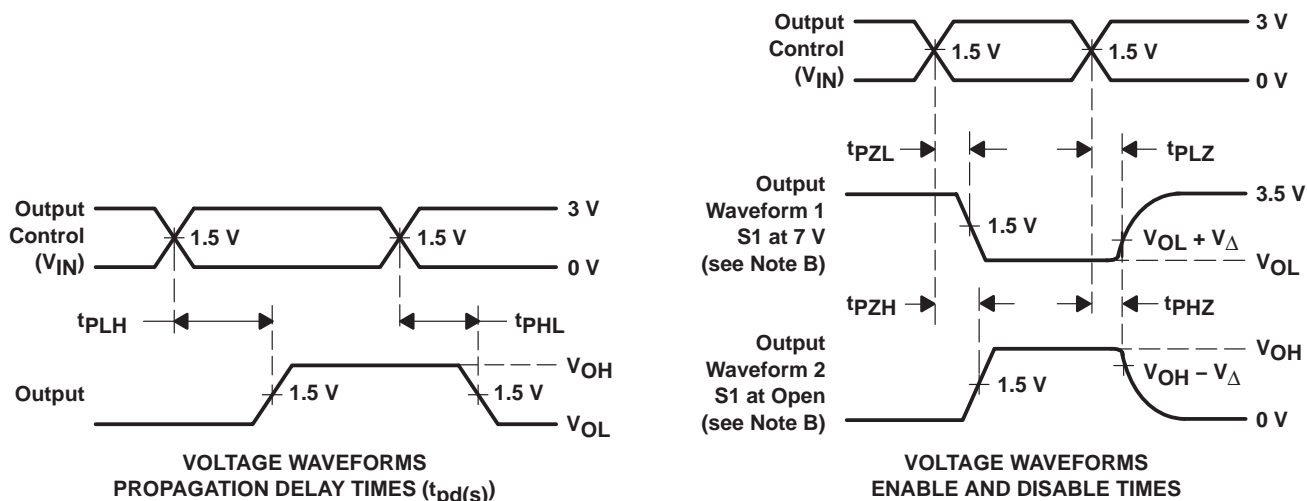 Output
Control
(VIN)
3 V
1.5 V
1.5 V
0 V
tPLH
tPHL
Output
VOH
1.5 V
1.5 V
VOL
VOLTAGE WAVEFORMS
PROPAGATION DELAY TIMES (tpd(s))
Output
Control
(VIN)
3 V
1.5 V
1.5 V
0 V
tPZL
tPLZ
Output
Waveform 1
S1 at 7 V
(see Note B)
3.5 V
1.5 V
VOL + VΔ
VOL
tPZH
tPHZ
Output
Waveform 2
S1 at Open
(see Note B)
VOH
1.5 V
VOH – VΔ
0 V
VOLTAGE WAVEFORMS
ENABLE AND DISABLE TIMES